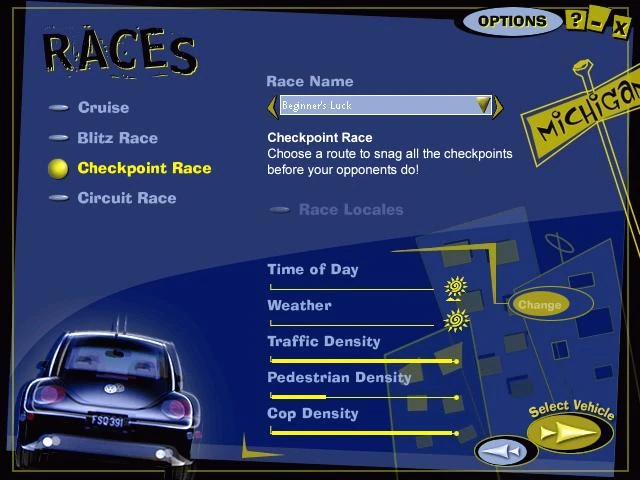 OPTIONS ? - X
RACES
MICHIGAN
Race Name
Cruise
Beginner's Luck
Blitz Race
Checkpoint Race
Choose a route to snag all the checkpoints
before your opponents do!
Checkpoint Race
Circuit Race
Race Locales
Time of Day
Weather
Change
Traffic Density
Pedestrian Density
Cop Density
Select Vehicle
FSQ391